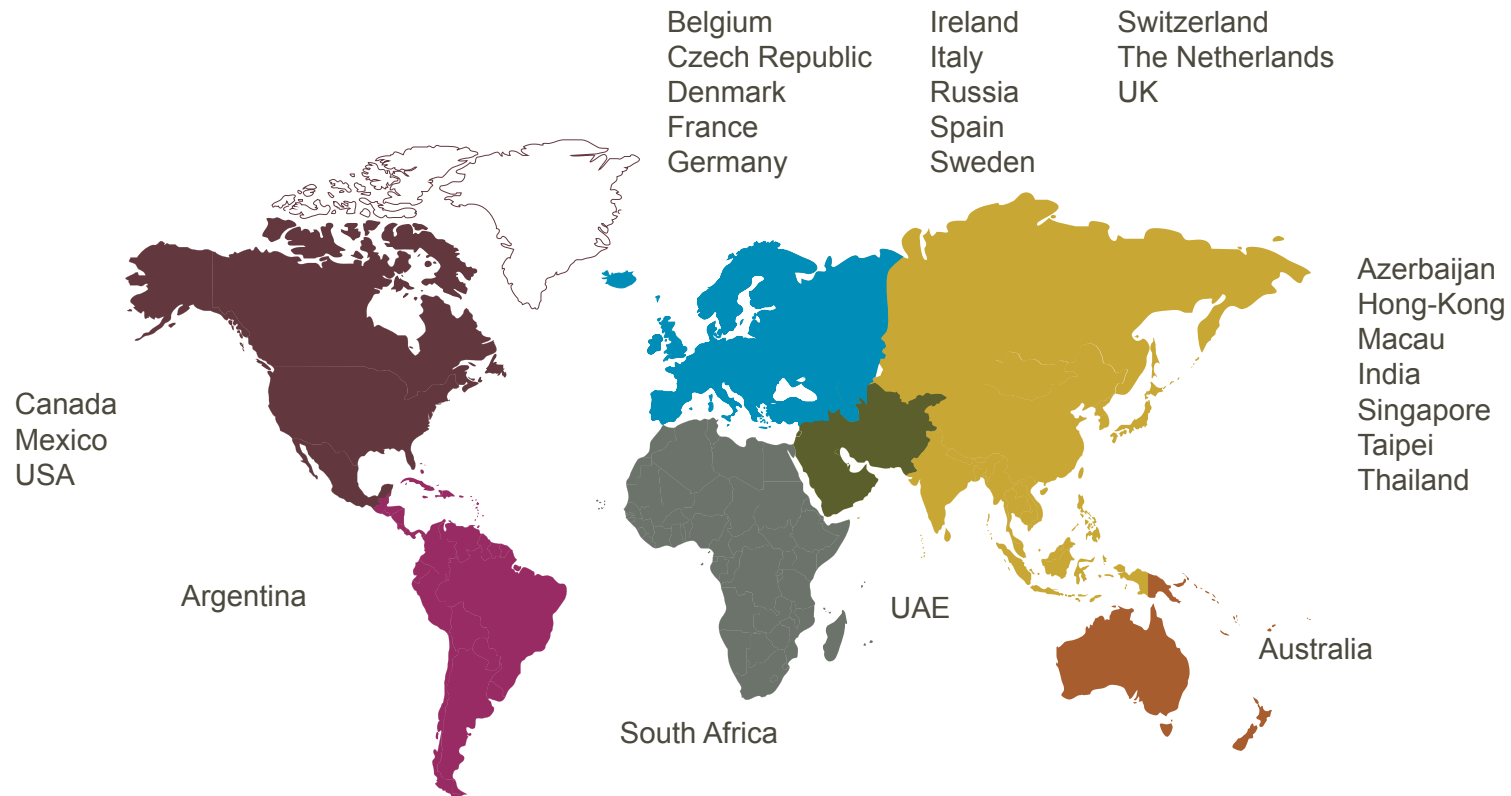 Belgium
Czech Republic
Denmark
France
Germany
Ireland
Italy
Russia
Spain
Sweden
Switzerland
The Netherlands
UK
Azerbaijan
Hong-Kong
Macau
India
Singapore
Taipei
Thailand
Canada
Mexico
USA
Argentina
UAE
Australia
South Africa